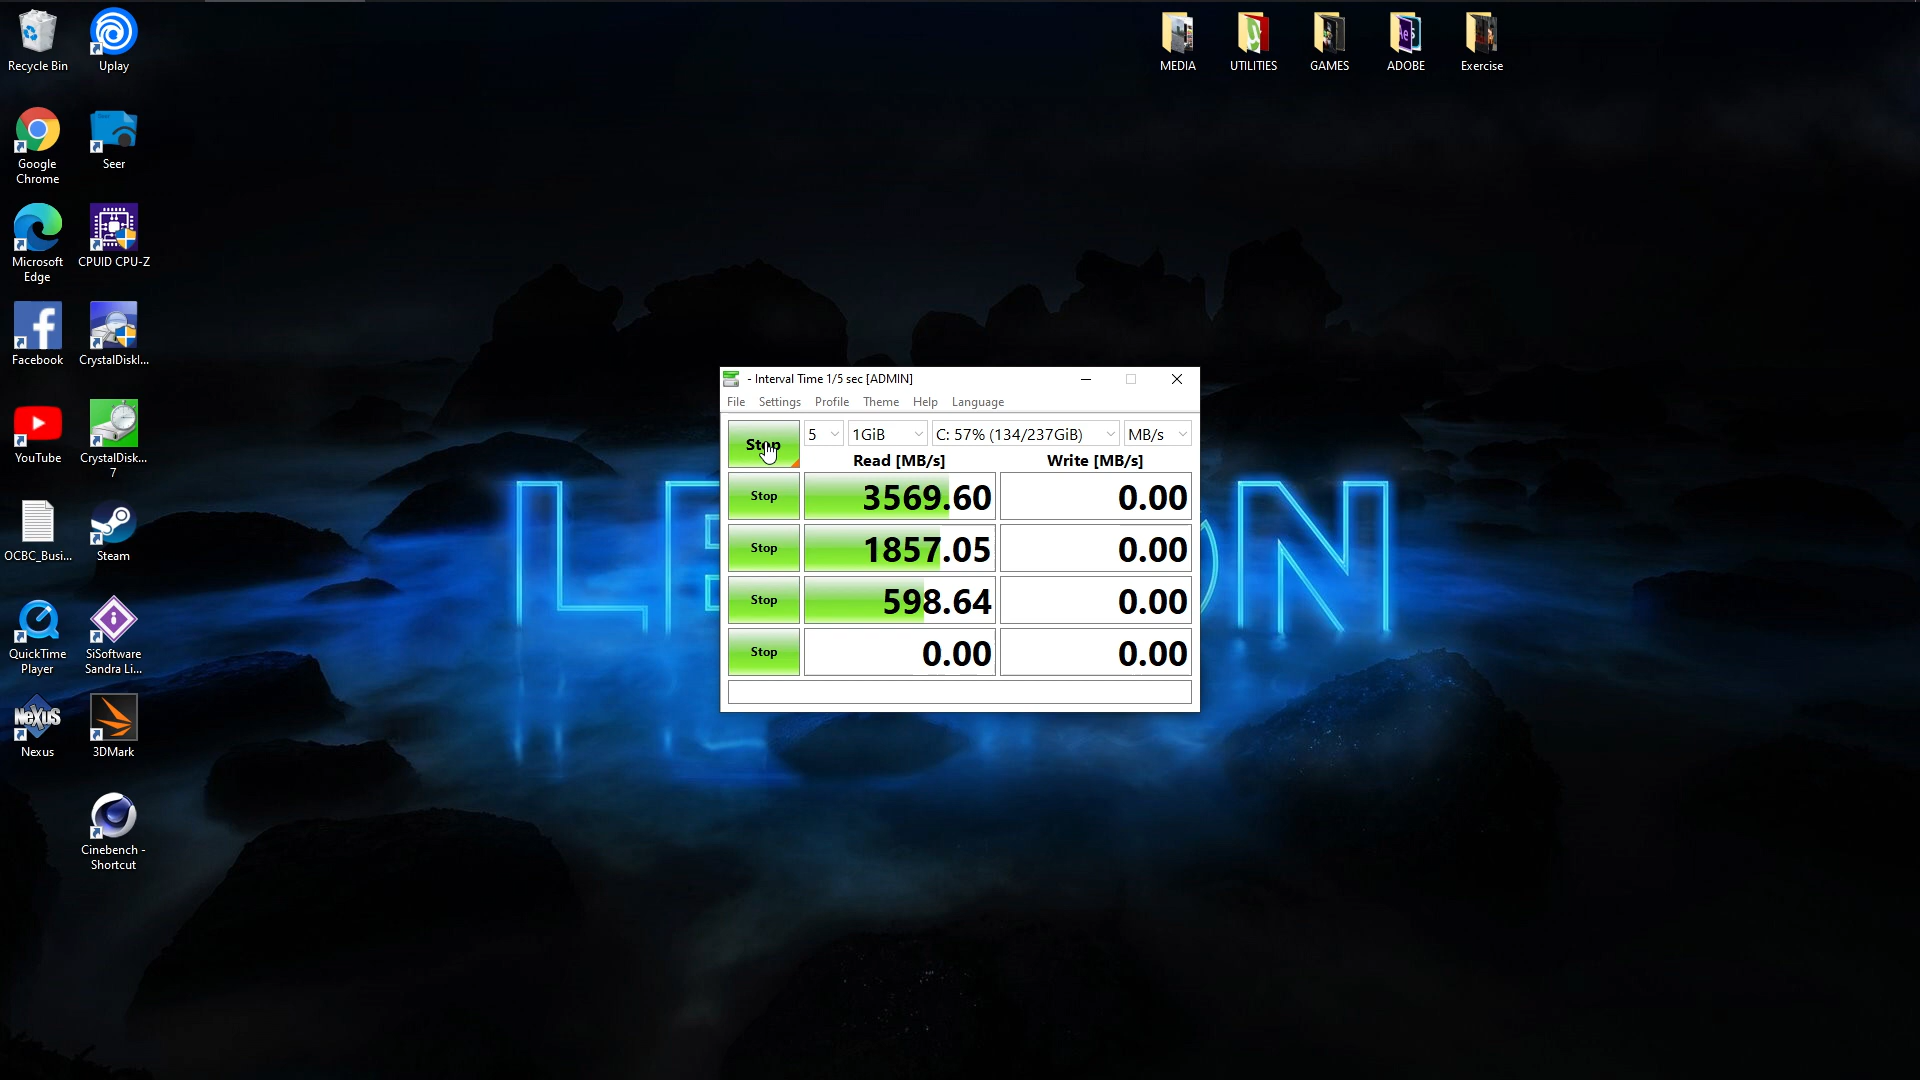 Recycle Bin
Uplay
MEDIA
UTILITIES
GAMES
ADOBE
Exercise
Google
Chrome
Seer
Microsoft
Edge
CPUID CPU-Z
Facebook
CrystalDiskI...
YouTube
CrystalDisk...
7
OCBC_Busi...
Steam
QuickTime
Player
SiSoftware
Sandra Li...
NeXUS
Nexus
3DMark
Cinebench -
Shortcut
- Interval Time 1/5 sec [ADMIN]
File Settings Profile Theme Help Language
Stop 5 1GiB C: 57% (134/237GiB) MB/s
Read [MB/s] Write [MB/s]
Stop 3569.60 0.00
Stop 1857.05 0.00
Stop 598.64 0.00
Stop 0.00 0.00